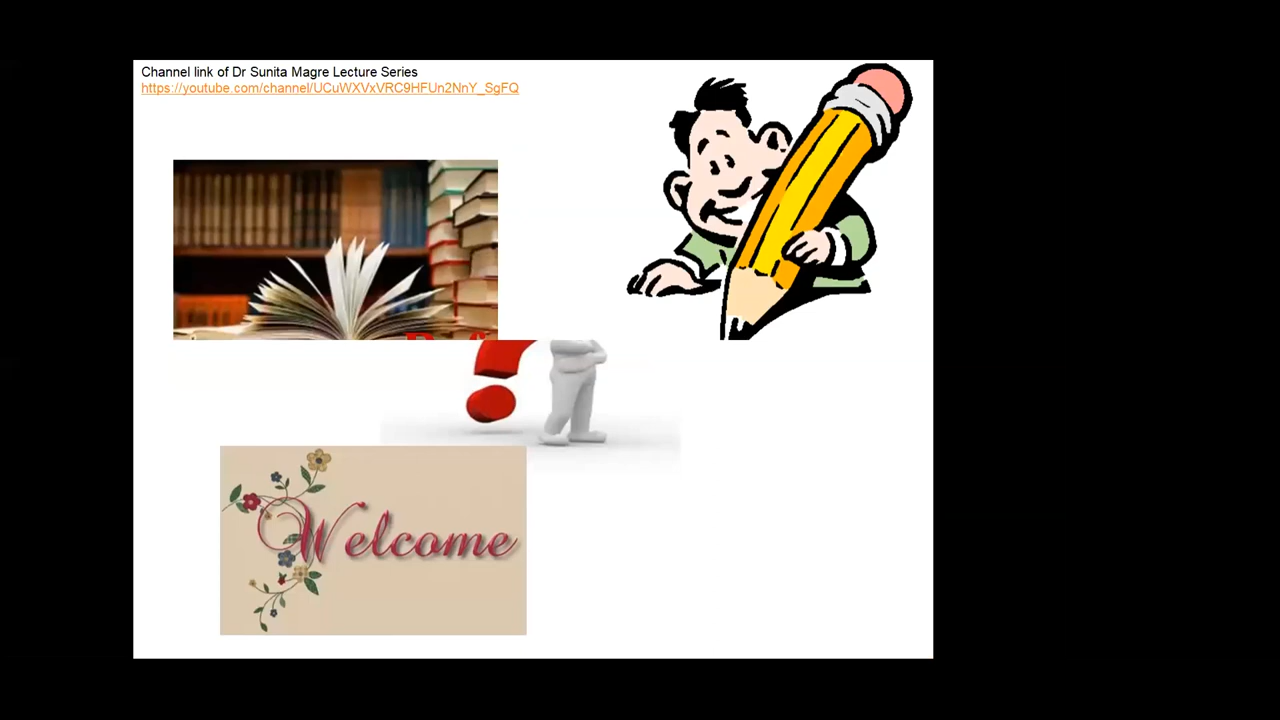 Channel link of Dr Sunita Magre Lecture Series
https://youtube.com/channel/UCuWXVxVRC9HFUn2NnY_SgFQ
Welcome